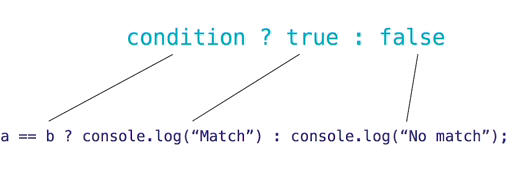 condition ? true : false
a == b ? console.log(“Match”) : console.log(“No match”);